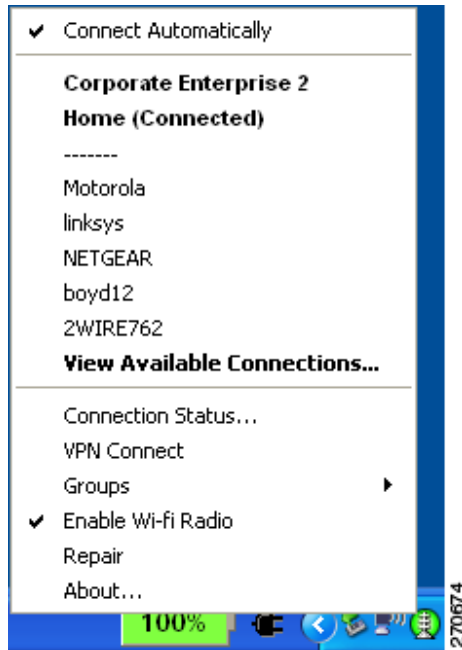 Connect Automatically
Corporate Enterprise 2
Home (Connected)
-------
Motorola
linksys
NETGEAR
boyd12
2WIRE762
View Available Connections...
Connection Status...
VPN Connect
Groups
Enable Wi-fi Radio
Repair
About...
100%
270674